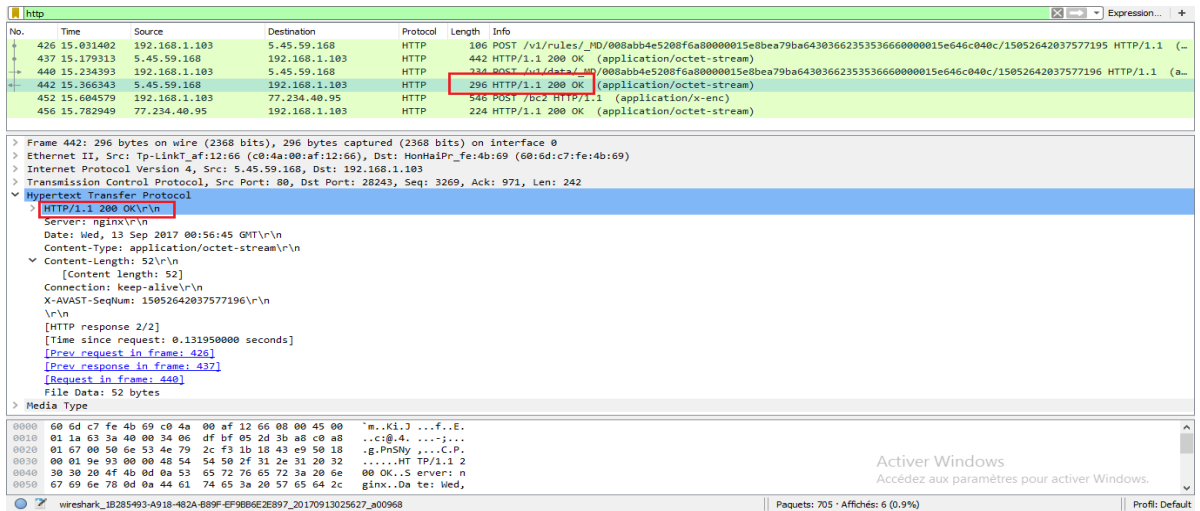 http
Expression... +
No. Time Source Destination Protocol Length Info
426 15.031402 192.168.1.103 5.45.59.168 HTTP 106 POST /v1/rules/_MD/008abb4e5208f6a80000015e8bea79ba6430366235353666000001​5e646c040c/15052642037577195 HTTP/1.1 (…
437 15.179313 5.45.59.168 192.168.1.103 HTTP 442 HTTP/1.1 200 OK (application/octet-stream)
440 15.234393 192.168.1.103 5.45.59.168 HTTP 234 POST /v1/data/_MD/008abb4e5208f6a80000015e8bea79ba64303662353536660000015e646c040c/15052642037577196 HTTP/1.1 (a…
442 15.366343 5.45.59.168 192.168.1.103 HTTP 296 HTTP/1.1 200 OK (application/octet-stream)
452 15.604579 192.168.1.103 77.234.40.95 HTTP 546 POST /bc2 HTTP/1.1 (application/x-enc)
456 15.782949 77.234.40.95 192.168.1.103 HTTP 224 HTTP/1.1 200 OK (application/octet-stream)
> Frame 442: 296 bytes on wire (2368 bits), 296 bytes captured (2368 bits) on interface 0
> Ethernet II, Src: Tp-LinkT_af:12:66 (c0:4a:00:af:12:66), Dst: HonHaiPr_fe:4b:69 (60:6d:c7:fe:4b:69)
> Internet Protocol Version 4, Src: 5.45.59.168, Dst: 192.168.1.103
> Transmission Control Protocol, Src Port: 80, Dst Port: 28243, Seq: 3269, Ack: 971, Len: 242
Hypertext Transfer Protocol
> HTTP/1.1 200 OK\r\n
Server: nginx\r\n
Date: Wed, 13 Sep 2017 00:56:45 GMT\r\n
Content-Type: application/octet-stream\r\n
Content-Length: 52\r\n
[Content length: 52]
Connection: keep-alive\r\n
X-AVAST-SeqNum: 15052642037577196\r\n
\r\n
[HTTP response 2/2]
[Time since request: 0.131950000 seconds]
[Prev request in frame: 426]
[Prev response in frame: 437]
[Request in frame: 440]
File Data: 52 bytes
> Media Type
0000 60 6d c7 fe 4b 69 c0 4a 00 af 12 66 08 00 45 00 `m..Ki.J ...f..E.
0010 01 1a 63 3a 40 00 34 06 df bf 05 2d 3b a8 c0 a8 ..c:@.4. ...-;...
0020 01 67 00 50 6e 53 4e 79 2c f3 1b 18 43 e9 50 18 .g.PnSNy ,...C.P.
0030 00 01 9e 93 00 00 48 54 54 50 2f 31 2e 31 20 32 ......HT TP/1.1 2
0040 30 30 20 4f 4b 0d 0a 53 65 72 76 65 72 3a 20 6e 00 OK..S erver: n
0050 67 69 6e 78 0d 0a 44 61 74 65 3a 20 57 65 64 2c ginx..Da te: Wed,
Activer Windows
Accédez aux paramètres pour activer Windows.
wireshark_1B285493-A918-482A-B89F-EF9BB6E2E897_20170913025627_a00968
Paquets: 705 · Affichés: 6 (0.9%)
Profil: Default